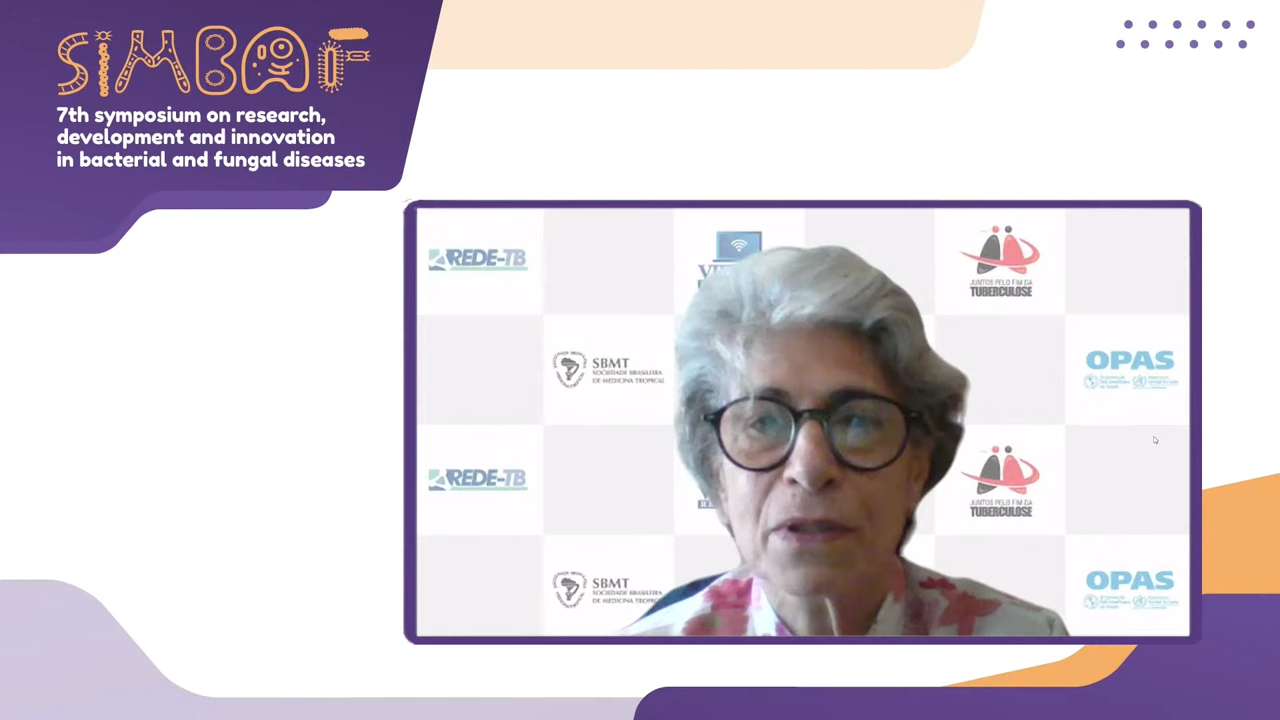 SIMBAF
7th symposium on research,
development and innovation
in bacterial and fungal diseases
REDE-TB
JUNTOS PELO FIM DA
TUBERCULOSE
SBMT
SOCIEDADE BRASILEIRA
DE MEDICINA TROPICAL
OPAS
REDE-TB
JUNTOS PELO FIM DA
TUBERCULOSE
SBMT
SOCIEDADE BRASILEIRA
DE MEDICINA TROPICAL
OPAS